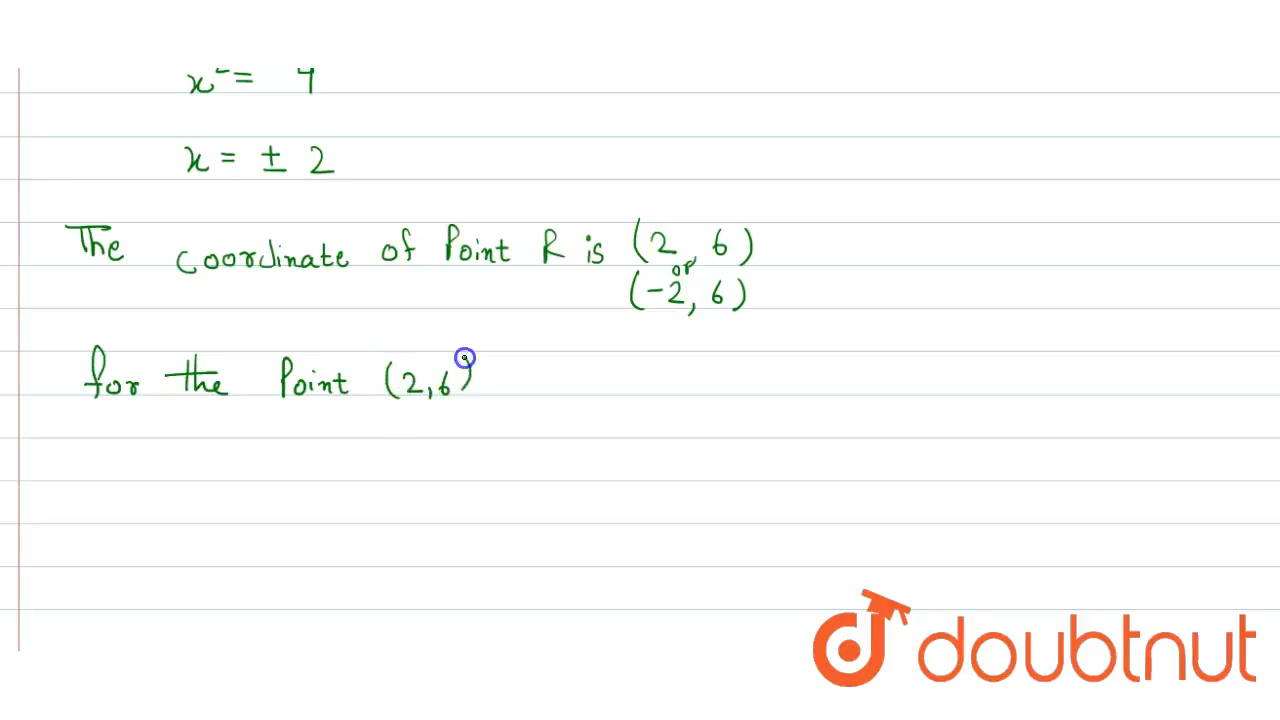 x² = 4
x = ± 2
The coordinate of Point R is (2, 6)
or
(-2, 6)
for the Point (2,6)
doubtnut